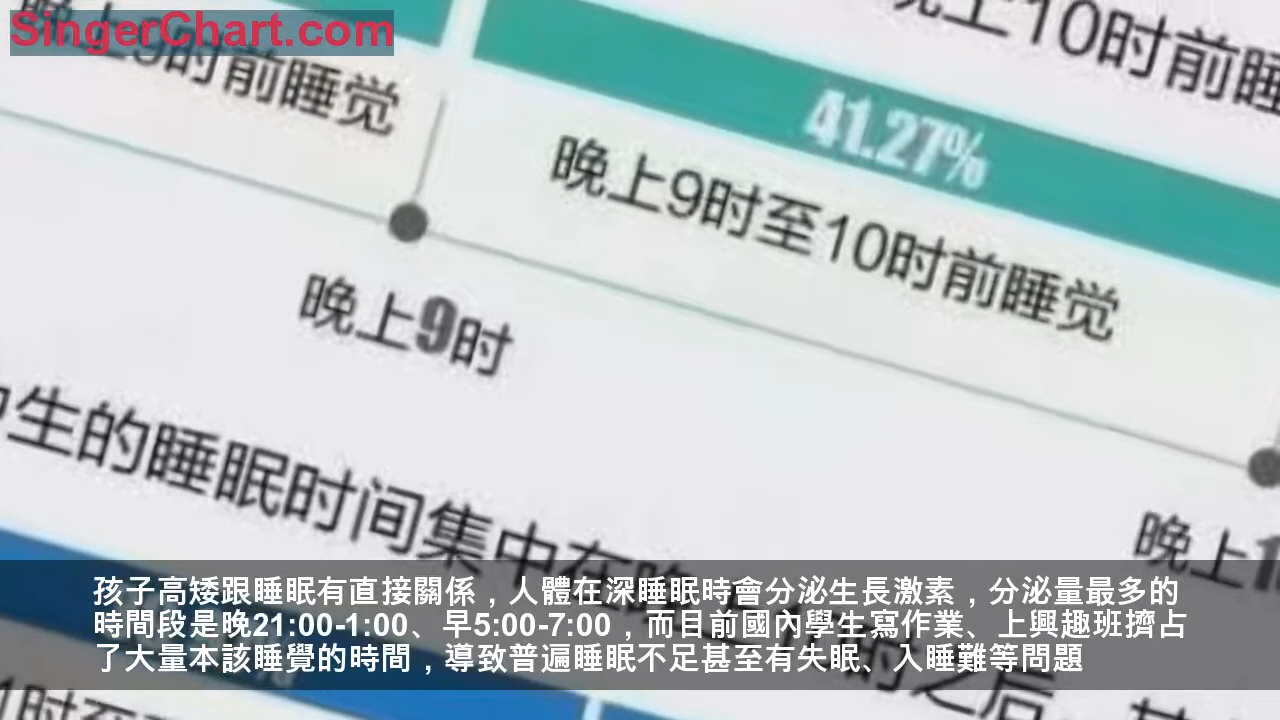 SingerChart.com
晚上10时前睡
9时前睡觉
41.27%
晚上9时至10时前睡觉
晚上9时
晚上1
生的睡眠时间集中在晚上
孩子高矮跟睡眠有直接關係，人體在深睡眠時會分泌生長激素，分泌量最多的
時間段是晚21:00-1:00、早5:00-7:00，而目前國內學生寫作業、上興趣班擠占
了大量本該睡覺的時間，導致普遍睡眠不足甚至有失眠、入睡難等問題
之后